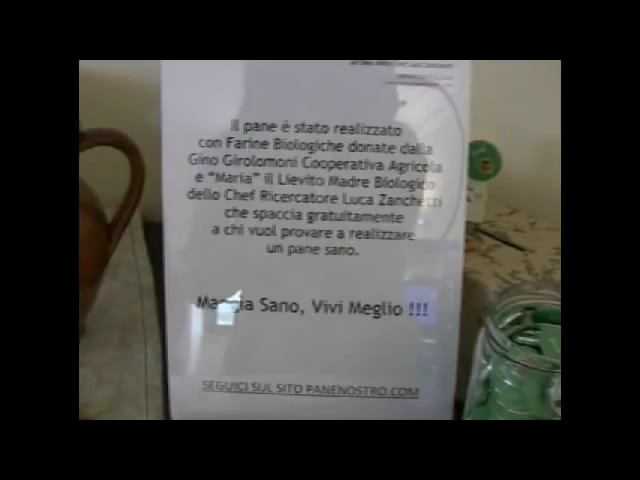 Il pane è stato realizzato
con Farine Biologiche donate dalla
Gino Girolomoni Cooperativa Agricola
e “Maria” il Lievito Madre Biologico
dello Chef Ricercatore Luca Zanchetti
che spaccia gratuitamente
a chi vuol provare a realizzare
un pane sano.
Mangia Sano, Vivi Meglio !!!
SEGUICI SUL SITO PANENOSTRO.COM